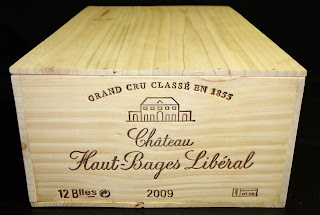 GRAND CRU CLASSÉ EN 1855
Château
Haut-Bages Libéral
12 Blles 2009